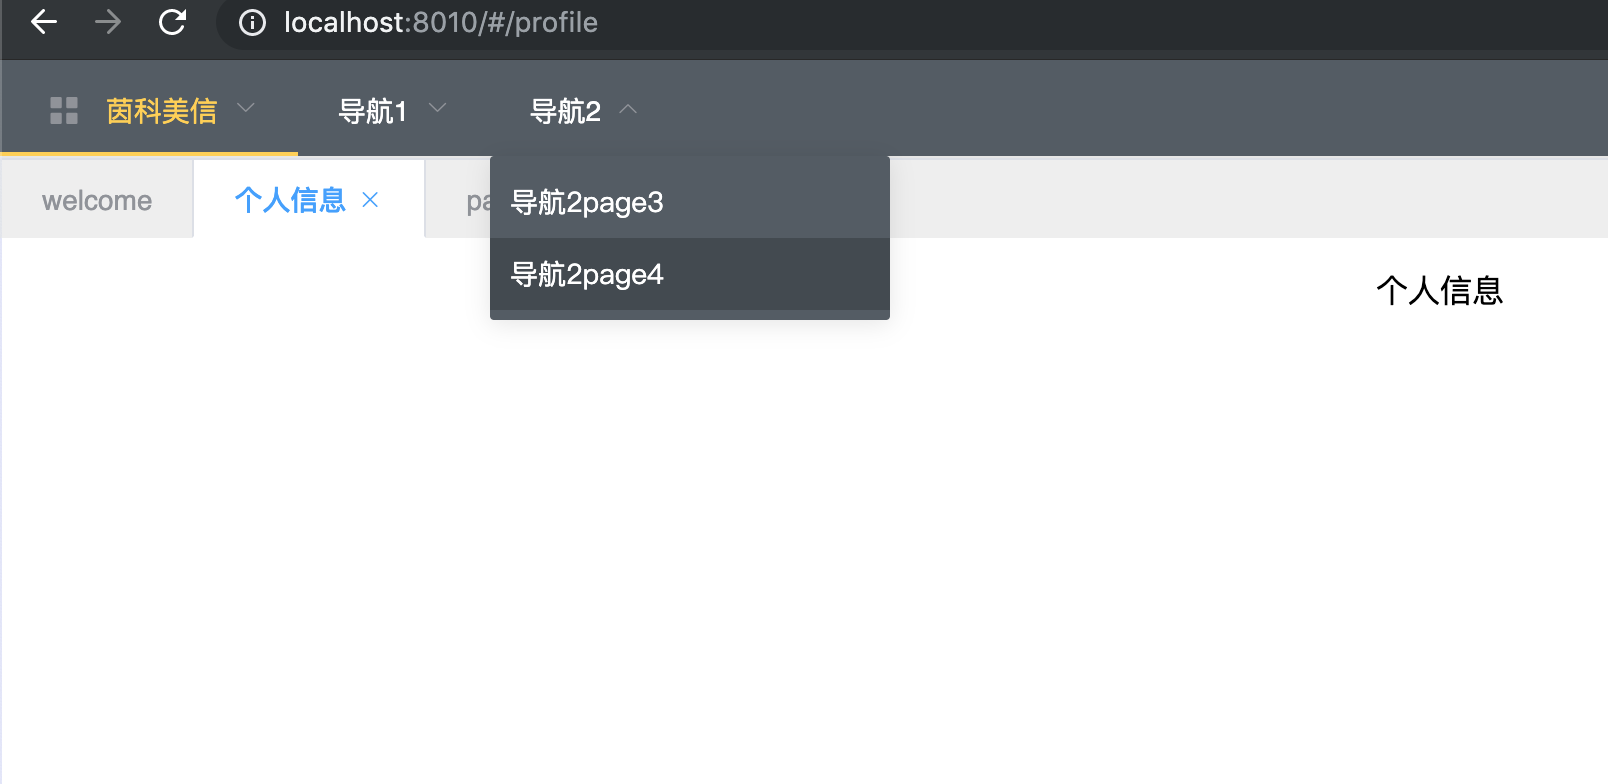 localhost:8010/#/profile
茵科美信 导航1 导航2
welcome 个人信息 pa
导航2page3
导航2page4
个人信息